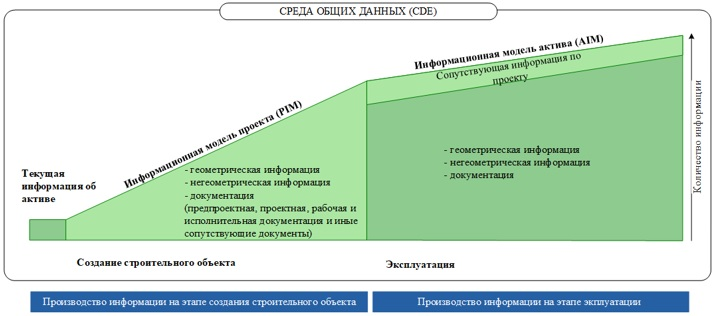 СРЕДА ОБЩИХ ДАННЫХ (CDE)
Информационная модель актива (AIM)
Сопутствующая информация по
проекту
Информационная модель проекта (PIM)
Количество информации
Текущая
информация об
активе
- геометрическая информация
- негеометрическая информация
- документация
(предпроектная, проектная, рабочая и
исполнительная документация и иные
сопутствующие документы)
- геометрическая информация
- негеометрическая информация
- документация
Создание строительного объекта
Эксплуатация
Производство информации на этапе создания строительного объекта
Производство информации на этапе экплуатации